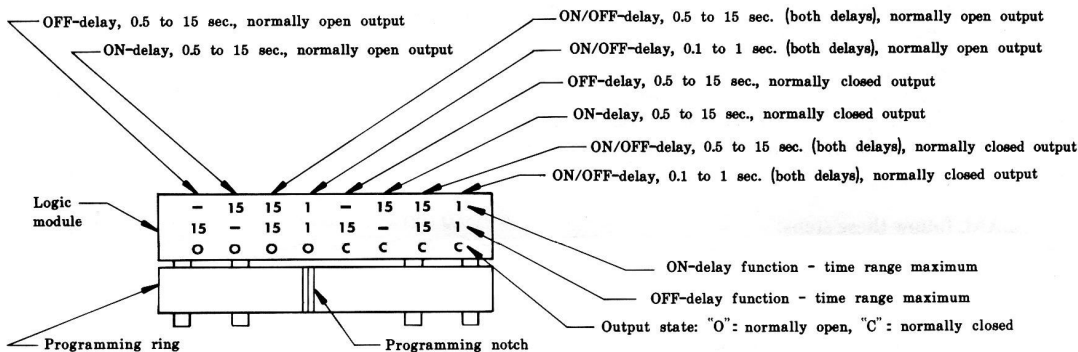 OFF-delay, 0.5 to 15 sec., normally open output
ON-delay, 0.5 to 15 sec., normally open output
ON/OFF-delay, 0.5 to 15 sec. (both delays), normally open output
ON/OFF-delay, 0.1 to 1 sec. (both delays), normally open output
OFF-delay, 0.5 to 15 sec., normally closed output
ON-delay, 0.5 to 15 sec., normally closed output
ON/OFF-delay, 0.5 to 15 sec. (both delays), normally closed output
ON/OFF-delay, 0.1 to 1 sec. (both delays), normally closed output
Logic
module
- 15 15 1 - 15 15 1
15 - 15 1 15 - 15 1
O O O O C C C C
ON-delay function - time range maximum
OFF-delay function - time range maximum
Output state: "O": normally open, "C": normally closed
Programming ring
Programming notch